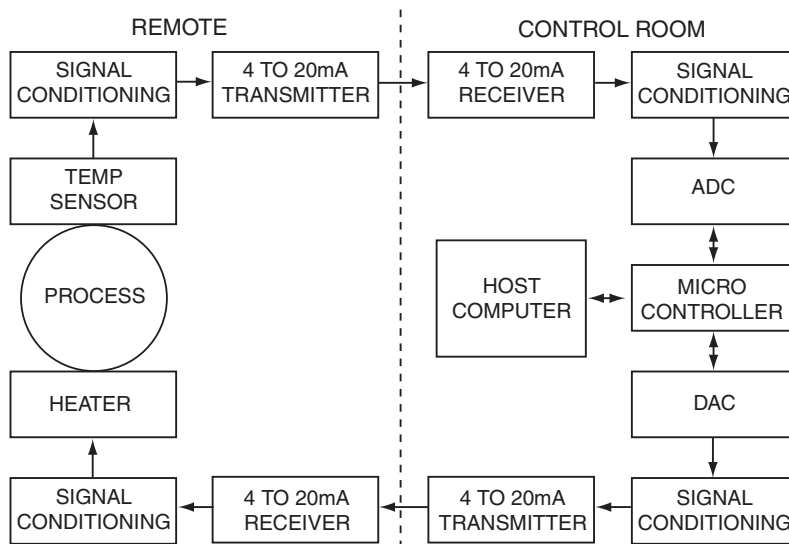 REMOTE
CONTROL ROOM
SIGNAL
CONDITIONING
4 TO 20mA
TRANSMITTER
4 TO 20mA
RECEIVER
SIGNAL
CONDITIONING
TEMP
SENSOR
ADC
PROCESS
HOST
COMPUTER
MICRO
CONTROLLER
HEATER
DAC
SIGNAL
CONDITIONING
4 TO 20mA
RECEIVER
4 TO 20mA
TRANSMITTER
SIGNAL
CONDITIONING